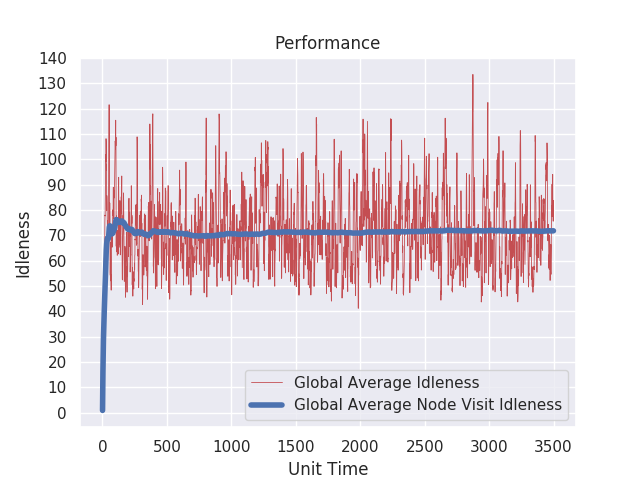 Performance
140
130
120
110
100
90
80
70
60
50
40
30
20
10
0
Idleness
Global Average Idleness
Global Average Node Visit Idleness
0 500 1000 1500 2000 2500 3000 3500
Unit Time